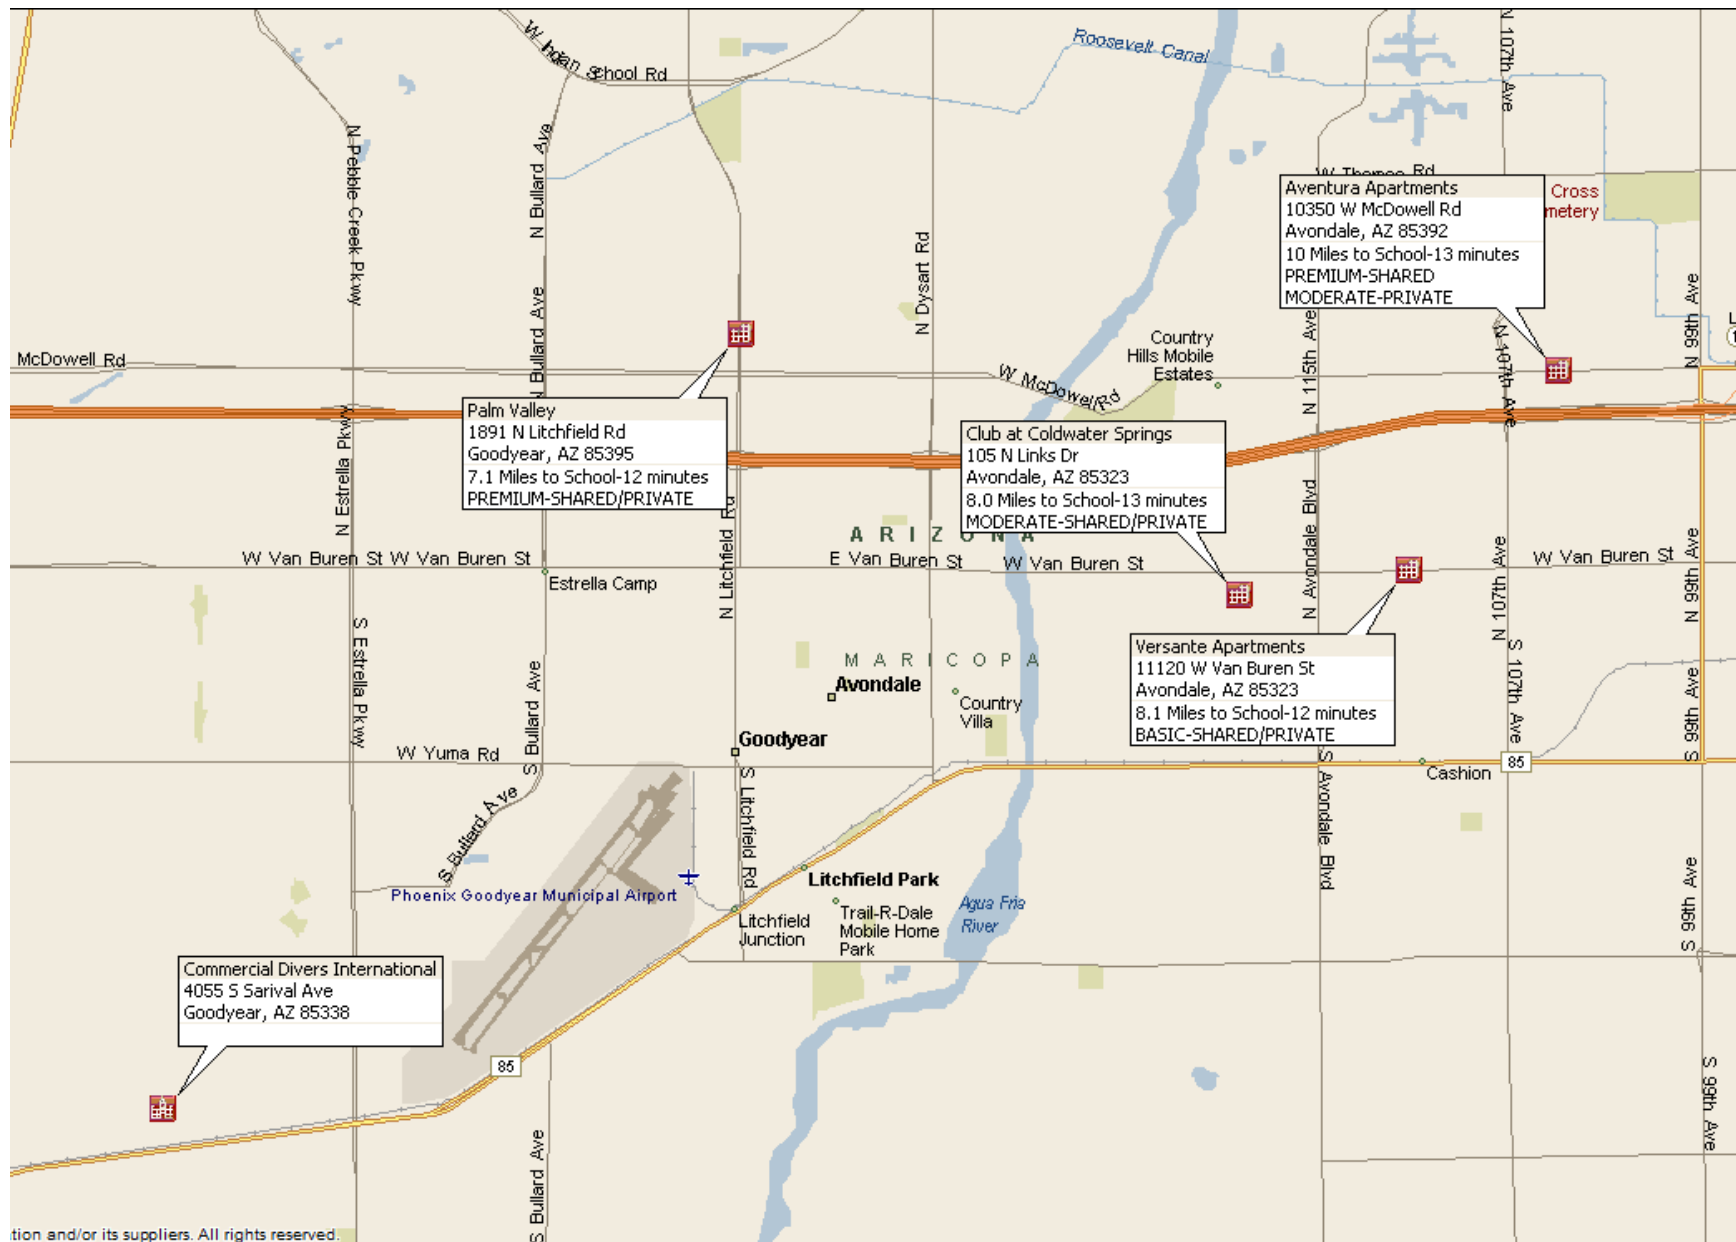 Roosevelt Canal
W Indian School Rd
N 107th Ave
N Pebble Creek Pkwy
N Bullard Ave
W Thomas Rd
Aventura Apartments
10350 W McDowell Rd
Avondale, AZ 85392
10 Miles to School-13 minutes
PREMIUM-SHARED
MODERATE-PRIVATE
Cross
metery
N Dysart Rd
N 99th Ave
N Bullard Ave
N 115th Ave
N 107th Ave
Country
Hills Mobile
Estates
McDowell Rd
W McDowell Rd
Palm Valley
1891 N Litchfield Rd
Goodyear, AZ 85395
7.1 Miles to School-12 minutes
PREMIUM-SHARED/PRIVATE
Club at Coldwater Springs
105 N Links Dr
Avondale, AZ 85323
8.0 Miles to School-13 minutes
MODERATE-SHARED/PRIVATE
N Estrella Pkwy
N Litchfield Rd
N Avondale Blvd
N 107th Ave
N 99th Ave
ARIZONA
W Van Buren St W Van Buren St
E Van Buren St
W Van Buren St
W Van Buren St
Estrella Camp
S Estrella Pkwy
S Bullard Ave
MARICOPA
Avondale
Country
Villa
Versante Apartments
11120 W Van Buren St
Avondale, AZ 85323
8.1 Miles to School-12 minutes
BASIC-SHARED/PRIVATE
S 107th Ave
S 99th Ave
Goodyear
W Yuma Rd
85
Cashion
S Bullard Ave
S Litchfield Rd
S Avondale Blvd
Phoenix Goodyear Municipal Airport
Litchfield Park
Litchfield
Junction
Trail-R-Dale
Mobile Home
Park
Agua Fria
River
S 99th Ave
Commercial Divers International
4055 S Sarival Ave
Goodyear, AZ 85338
85
S Bullard Ave
S 99th Ave
tion and/or its suppliers. All rights reserved.